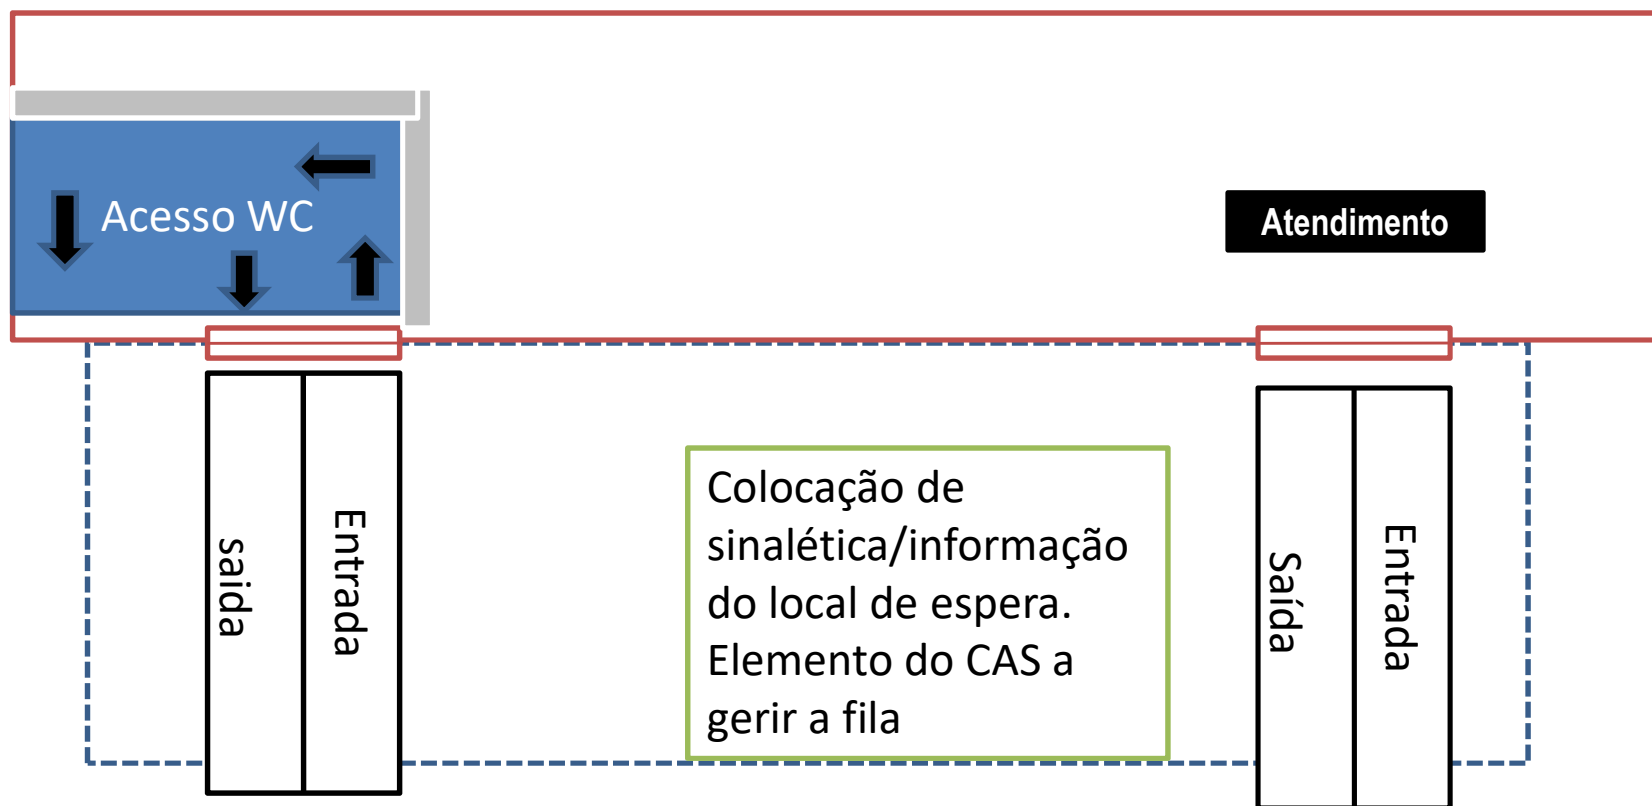 Acesso WC
Atendimento
saida
Entrada
Colocação de
sinalética/informação
do local de espera.
Elemento do CAS a
gerir a fila
Saída
Entrada